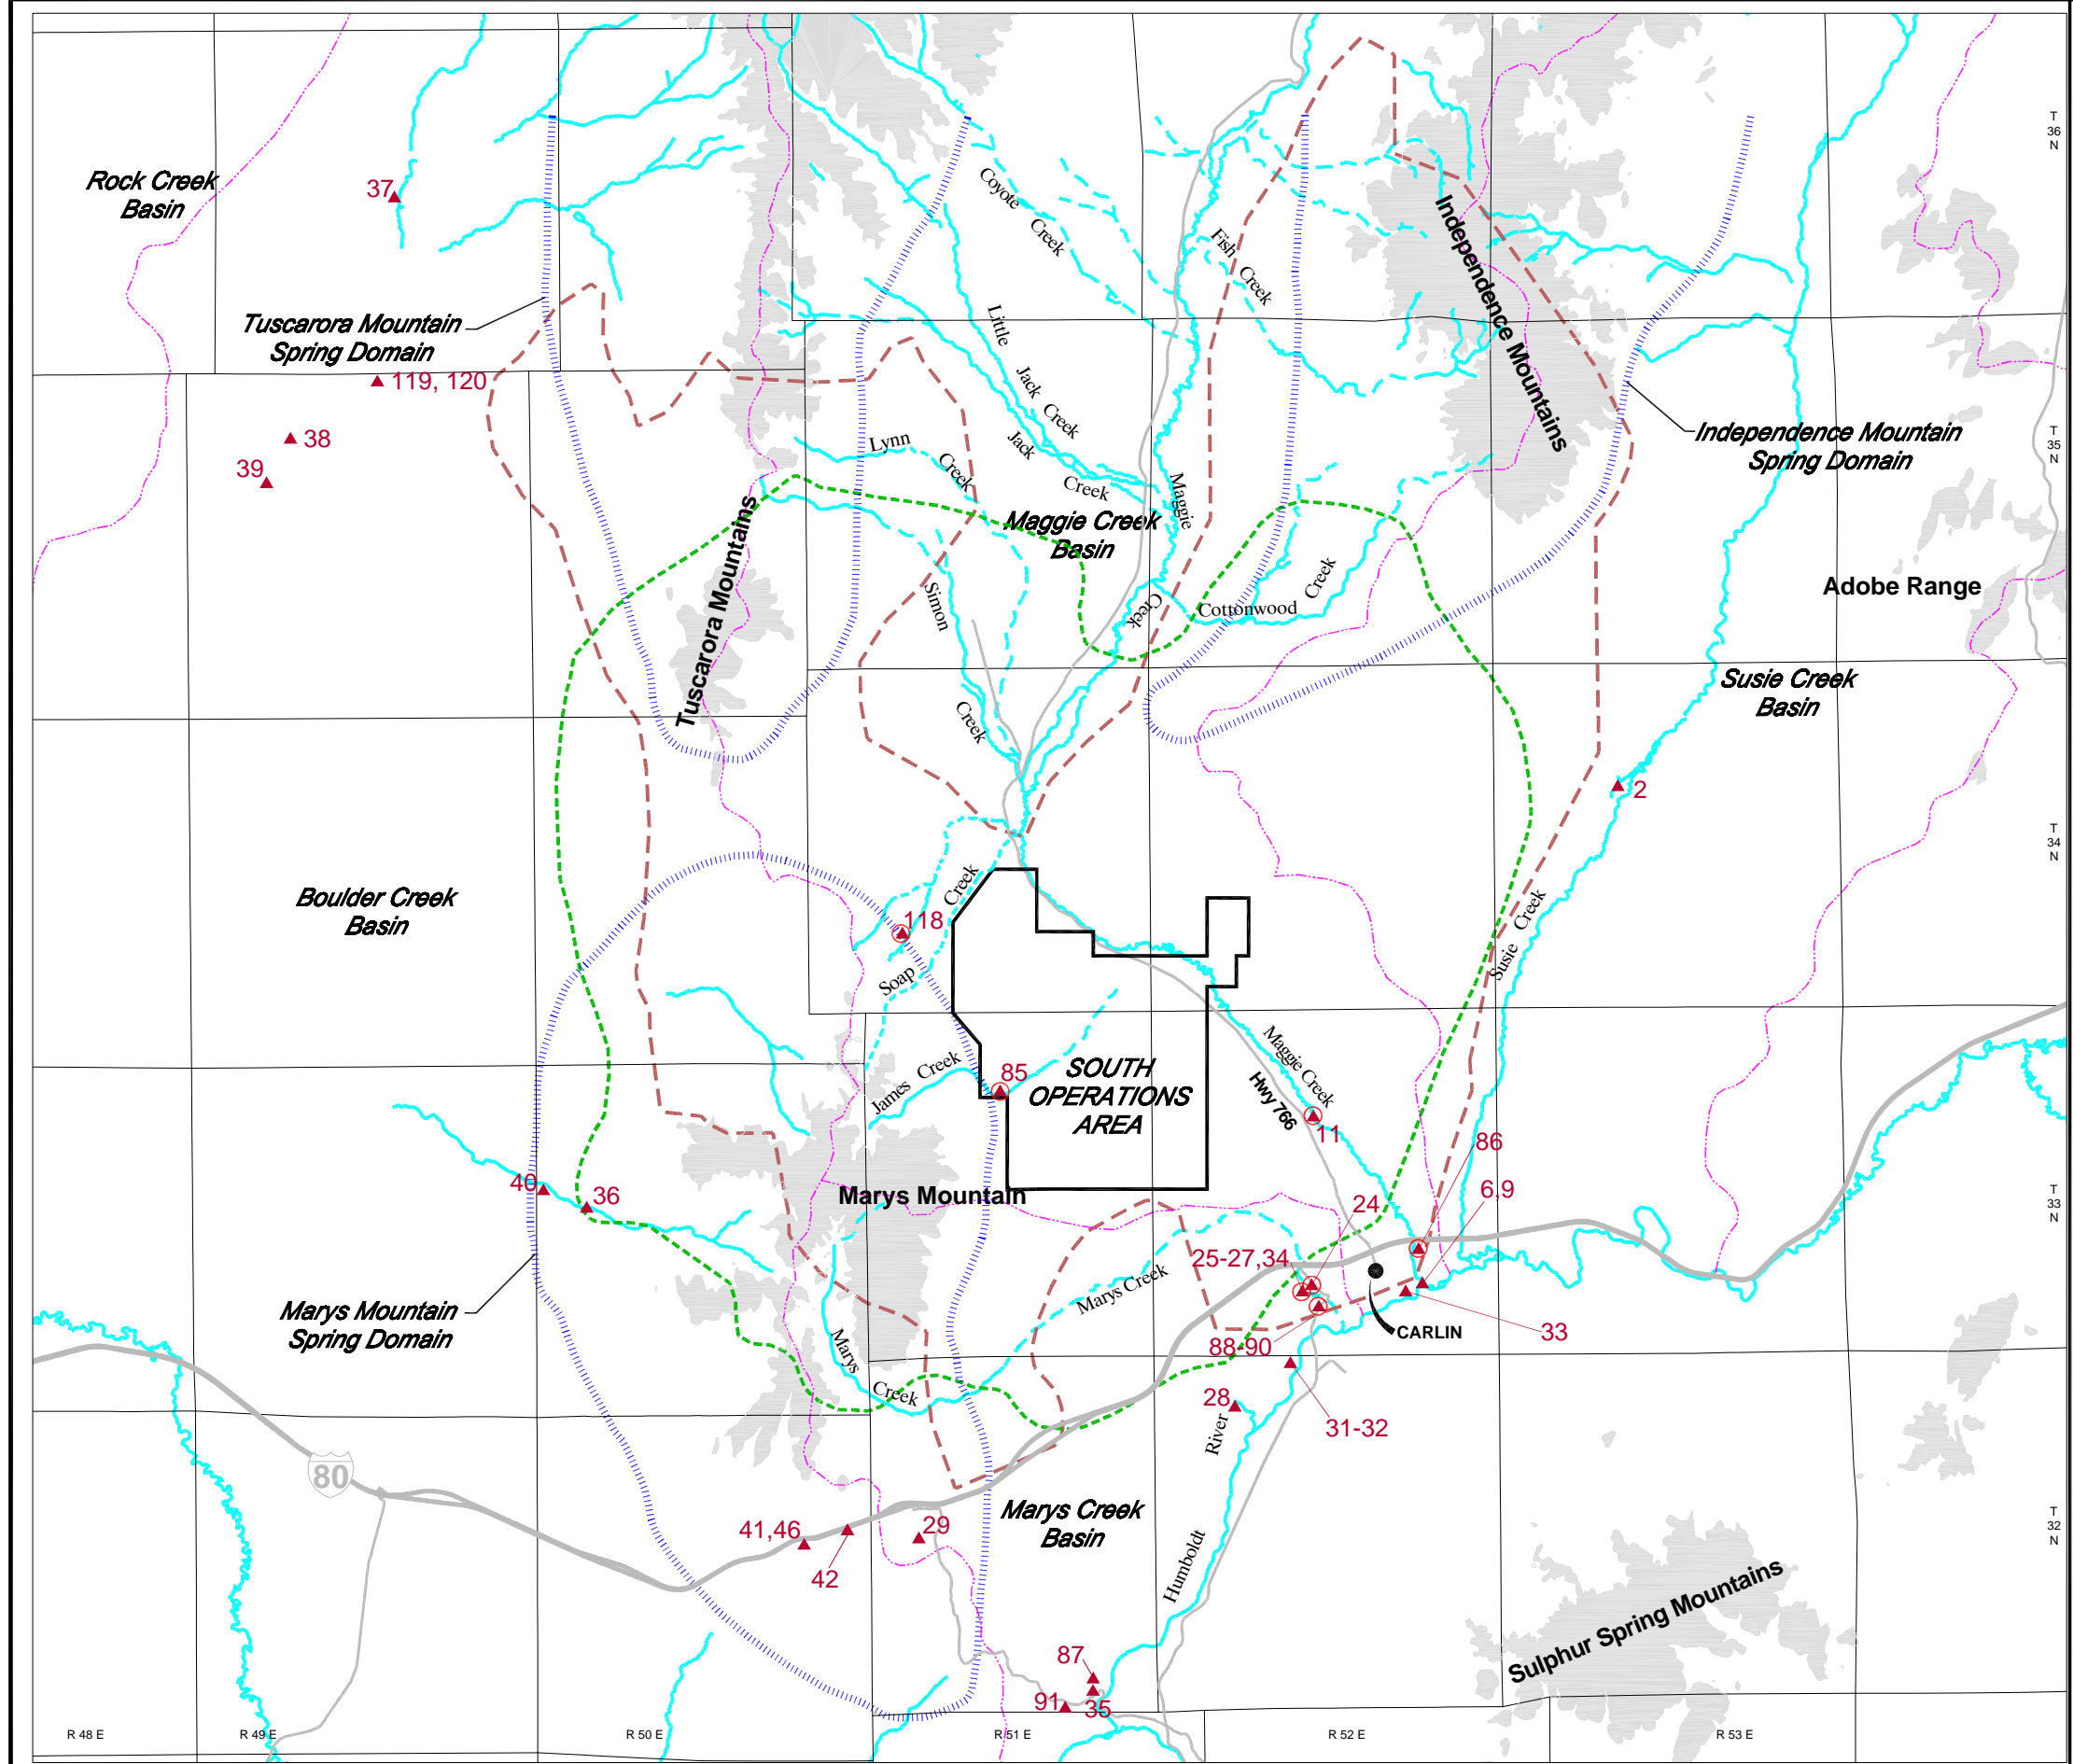 T
36
N
Rock Creek
Basin
37
Coyote
Creek
Fish
Creek
Independence Mountains
Tuscarora Mountain
Spring Domain
Little
Jack
Creek
119, 120
38
39
Lynn
Creek
Jack
Creek
Maggie
Creek
Independence Mountain
Spring Domain
T
35
N
Maggie Creek
Basin
Tuscarora Mountains
Simon
Creek
Cottonwood
Creek
Adobe Range
Susie Creek
Basin
2
T
34
N
Boulder Creek
Basin
118
Soap
Creek
Susie Creek
James Creek
85
SOUTH
OPERATIONS
AREA
Maggie Creek
Hwy 766
11
86
6,9
24
40
36
Marys Mountain
T
33
N
25-27,34
Marys Creek
Marys Mountain
Spring Domain
CARLIN
33
88-90
Marys
Creek
28
31-32
River
Humboldt
80
Marys Creek
Basin
41,46
42
29
T
32
N
Sulphur Spring Mountains
87
91
35
R 48 E
R 49 E
R 50 E
R 51 E
R 52 E
R 53 E